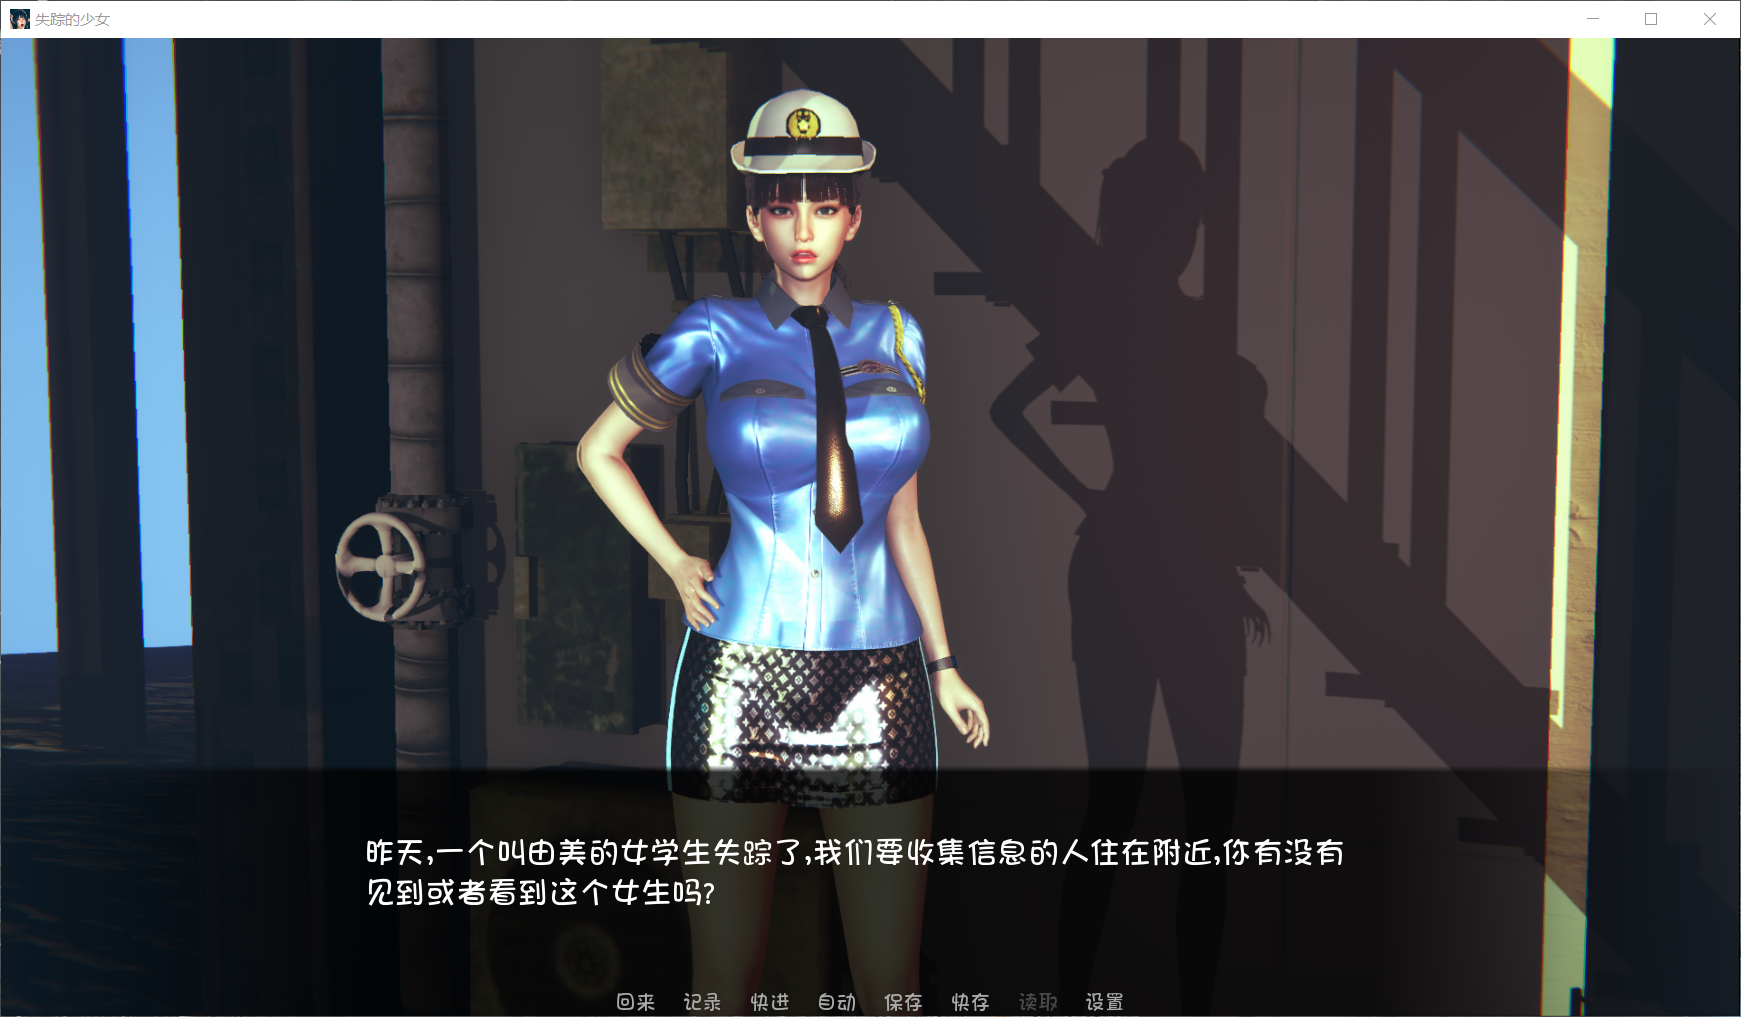 失踪的少女
昨天,一个叫由美的女学生失踪了,我们要收集信息的人住在附近,你有没有
见到或者看到这个女生吗?
回来 记录 快进 自动 保存 快存 读取 设置